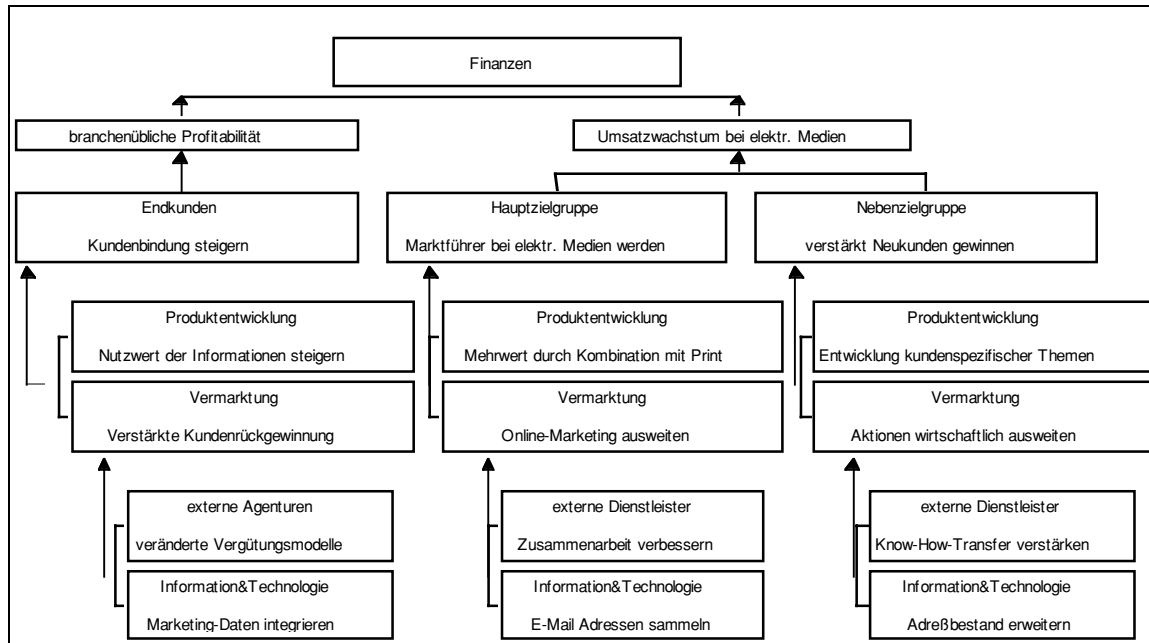 Finanzen
branchenübliche Profitabilität
Umsatzwachstum bei elektr. Medien
Endkunden
Kundenbindung steigern
Hauptzielgruppe
Marktführer bei elektr. Medien werden
Nebenzielgruppe
verstärkt Neukunden gewinnen
Produktentwicklung
Nutzwert der Informationen steigern
Produktentwicklung
Mehrwert durch Kombination mit Print
Produktentwicklung
Entwicklung kundenspezifischer Themen
Vermarktung
Verstärkte Kundenrückgewinnung
Vermarktung
Online-Marketing ausweiten
Vermarktung
Aktionen wirtschaftlich ausweiten
externe Agenturen
veränderte Vergütungsmodelle
externe Dienstleister
Zusammenarbeit verbessern
externe Dienstleister
Know-How-Transfer verstärken
Information&Technologie
Marketing-Daten integrieren
Information&Technologie
E-Mail Adressen sammeln
Information&Technologie
Adreßbestand erweitern